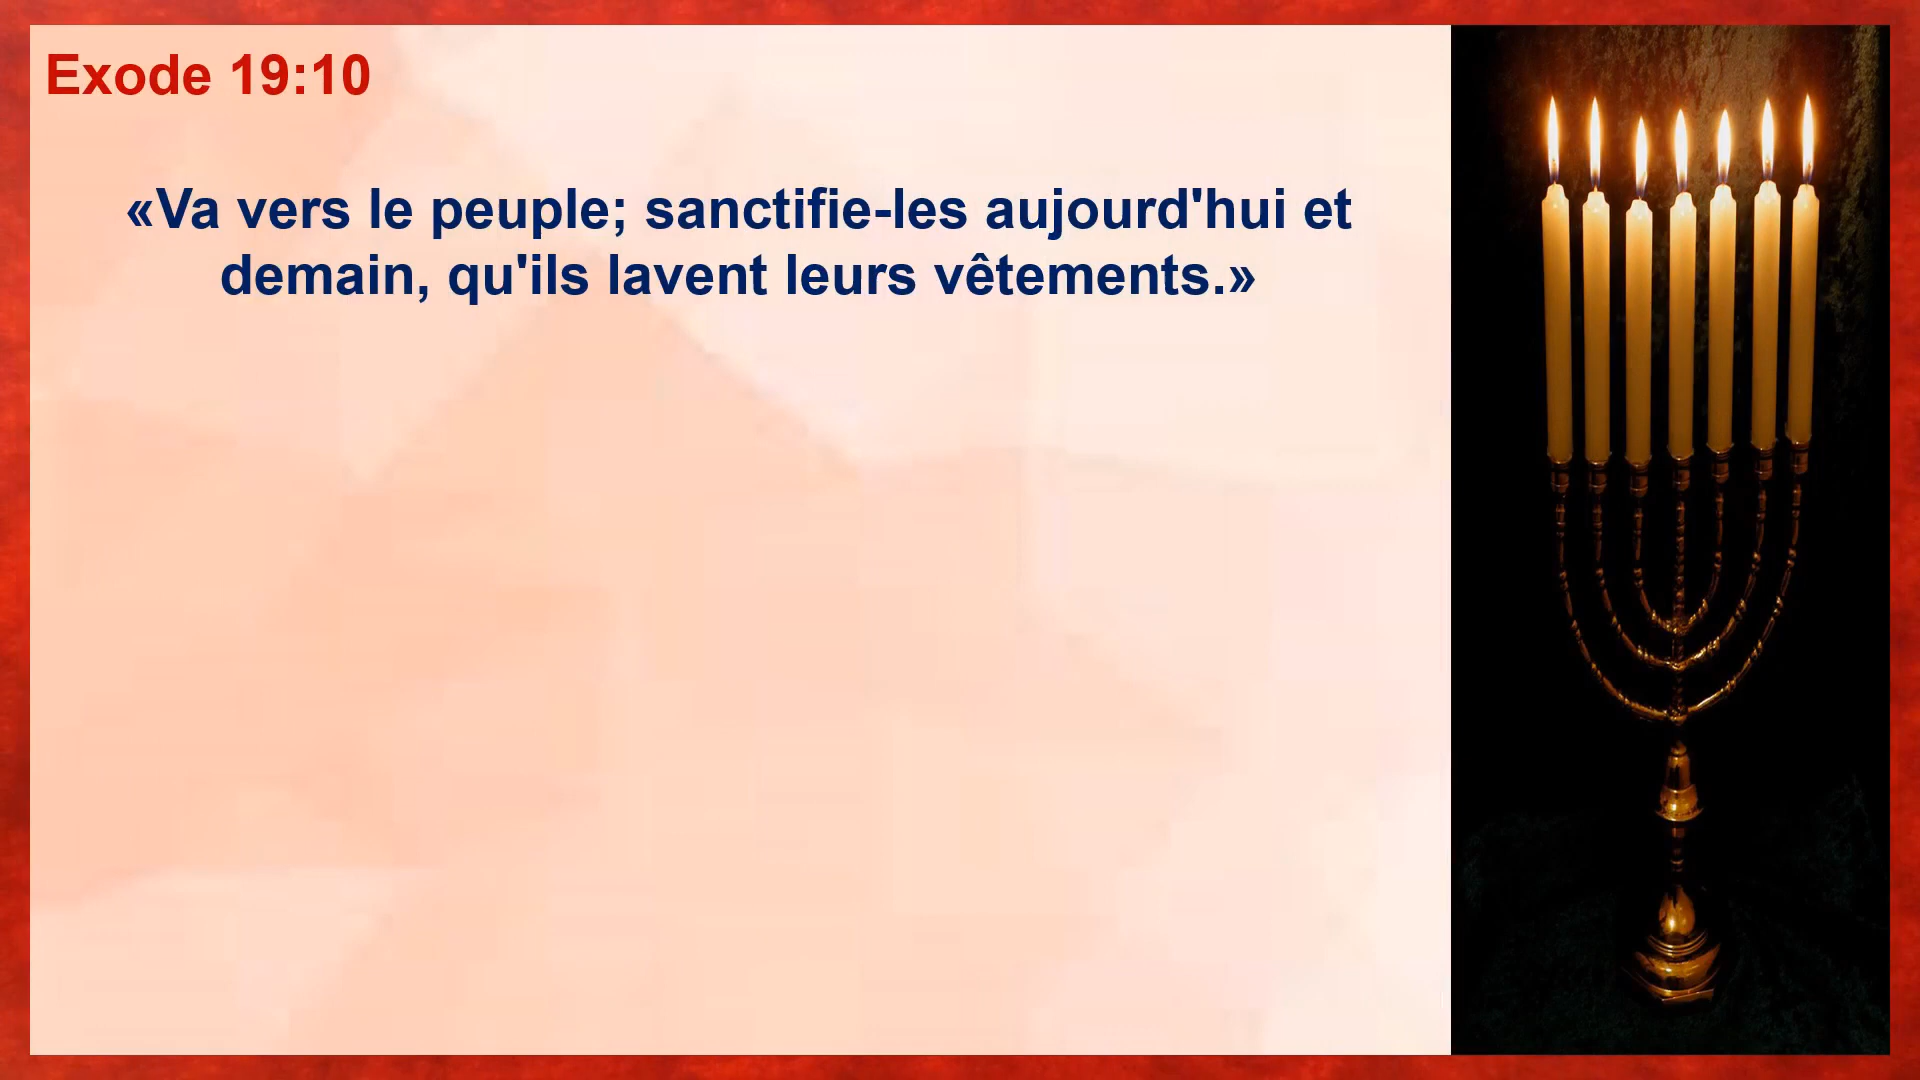 Exode 19:10
«Va vers le peuple; sanctifie-les aujourd'hui et
demain, qu'ils lavent leurs vêtements.»